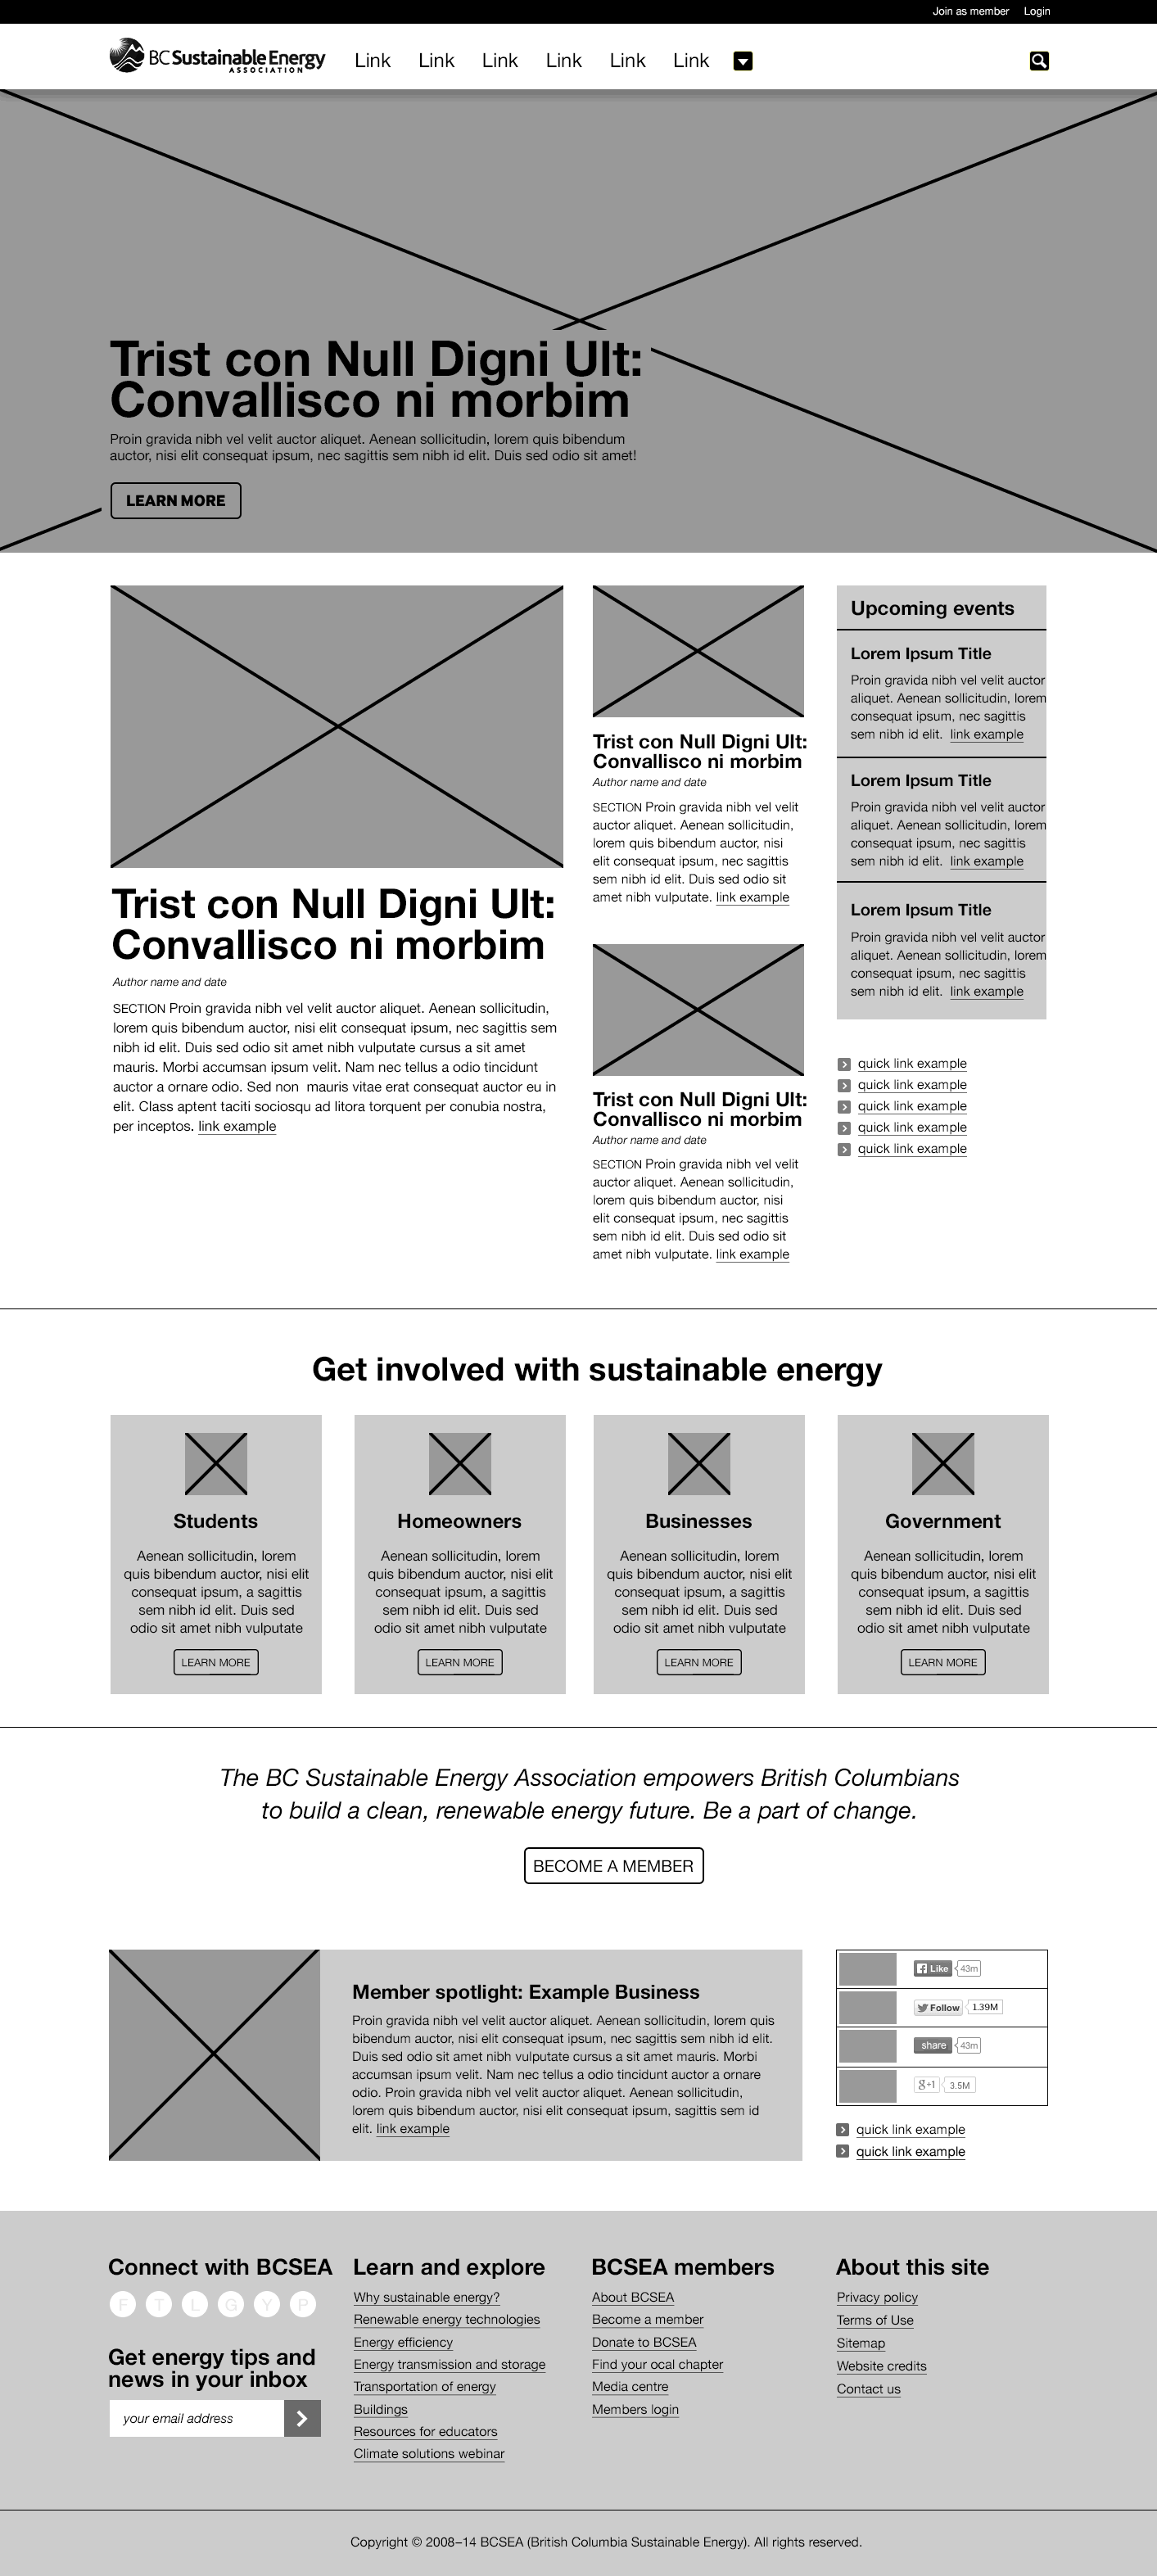 Join as member Login
BC Sustainable Energy
ASSOCIATION
Link Link Link Link Link Link
Trist con Null Digni Ult:
Convallisco ni morbim
Proin gravida nibh vel velit auctor aliquet. Aenean sollicitudin, lorem quis bibendum
auctor, nisi elit consequat ipsum, nec sagittis sem nibh id elit. Duis sed odio sit amet!
LEARN MORE
Trist con Null Digni Ult:
Convallisco ni morbim
Author name and date
SECTION Proin gravida nibh vel velit auctor aliquet. Aenean sollicitudin,
lorem quis bibendum auctor, nisi elit consequat ipsum, nec sagittis sem
nibh id elit. Duis sed odio sit amet nibh vulputate cursus a sit amet
mauris. Morbi accumsan ipsum velit. Nam nec tellus a odio tincidunt
auctor a ornare odio. Sed non mauris vitae erat consequat auctor eu in
elit. Class aptent taciti sociosqu ad litora torquent per conubia nostra,
per inceptos. link example
Trist con Null Digni Ult:
Convallisco ni morbim
Author name and date
SECTION Proin gravida nibh vel velit
auctor aliquet. Aenean sollicitudin,
lorem quis bibendum auctor, nisi
elit consequat ipsum, nec sagittis
sem nibh id elit. Duis sed odio sit
amet nibh vulputate. link example
Trist con Null Digni Ult:
Convallisco ni morbim
Author name and date
SECTION Proin gravida nibh vel velit
auctor aliquet. Aenean sollicitudin,
lorem quis bibendum auctor, nisi
elit consequat ipsum, nec sagittis
sem nibh id elit. Duis sed odio sit
amet nibh vulputate. link example
Upcoming events
Lorem Ipsum Title
Proin gravida nibh vel velit auctor
aliquet. Aenean sollicitudin, lorem
consequat ipsum, nec sagittis
sem nibh id elit. link example
Lorem Ipsum Title
Proin gravida nibh vel velit auctor
aliquet. Aenean sollicitudin, lorem
consequat ipsum, nec sagittis
sem nibh id elit. link example
Lorem Ipsum Title
Proin gravida nibh vel velit auctor
aliquet. Aenean sollicitudin, lorem
consequat ipsum, nec sagittis
sem nibh id elit. link example
quick link example
quick link example
quick link example
quick link example
quick link example
Get involved with sustainable energy
Students
Aenean sollicitudin, lorem
quis bibendum auctor, nisi elit
consequat ipsum, a sagittis
sem nibh id elit. Duis sed
odio sit amet nibh vulputate
LEARN MORE
Homeowners
Aenean sollicitudin, lorem
quis bibendum auctor, nisi elit
consequat ipsum, a sagittis
sem nibh id elit. Duis sed
odio sit amet nibh vulputate
LEARN MORE
Businesses
Aenean sollicitudin, lorem
quis bibendum auctor, nisi elit
consequat ipsum, a sagittis
sem nibh id elit. Duis sed
odio sit amet nibh vulputate
LEARN MORE
Government
Aenean sollicitudin, lorem
quis bibendum auctor, nisi elit
consequat ipsum, a sagittis
sem nibh id elit. Duis sed
odio sit amet nibh vulputate
LEARN MORE
The BC Sustainable Energy Association empowers British Columbians
to build a clean, renewable energy future. Be a part of change.
BECOME A MEMBER
Member spotlight: Example Business
Proin gravida nibh vel velit auctor aliquet. Aenean sollicitudin, lorem quis
bibendum auctor, nisi elit consequat ipsum, nec sagittis sem nibh id elit.
Duis sed odio sit amet nibh vulputate cursus a sit amet mauris. Morbi
accumsan ipsum velit. Nam nec tellus a odio tincidunt auctor a ornare
odio. Proin gravida nibh vel velit auctor aliquet. Aenean sollicitudin,
lorem quis bibendum auctor, nisi elit consequat ipsum, sagittis sem id
elit. link example
Like 43m
Follow 1.39M
share 43m
g+1 3.5M
quick link example
quick link example
Connect with BCSEA
F T L G Y P
Get energy tips and
news in your inbox
your email address
Learn and explore
Why sustainable energy?
Renewable energy technologies
Energy efficiency
Energy transmission and storage
Transportation of energy
Buildings
Resources for educators
Climate solutions webinar
BCSEA members
About BCSEA
Become a member
Donate to BCSEA
Find your ocal chapter
Media centre
Members login
About this site
Privacy policy
Terms of Use
Sitemap
Website credits
Contact us
Copyright © 2008–14 BCSEA (British Columbia Sustainable Energy). All rights reserved.